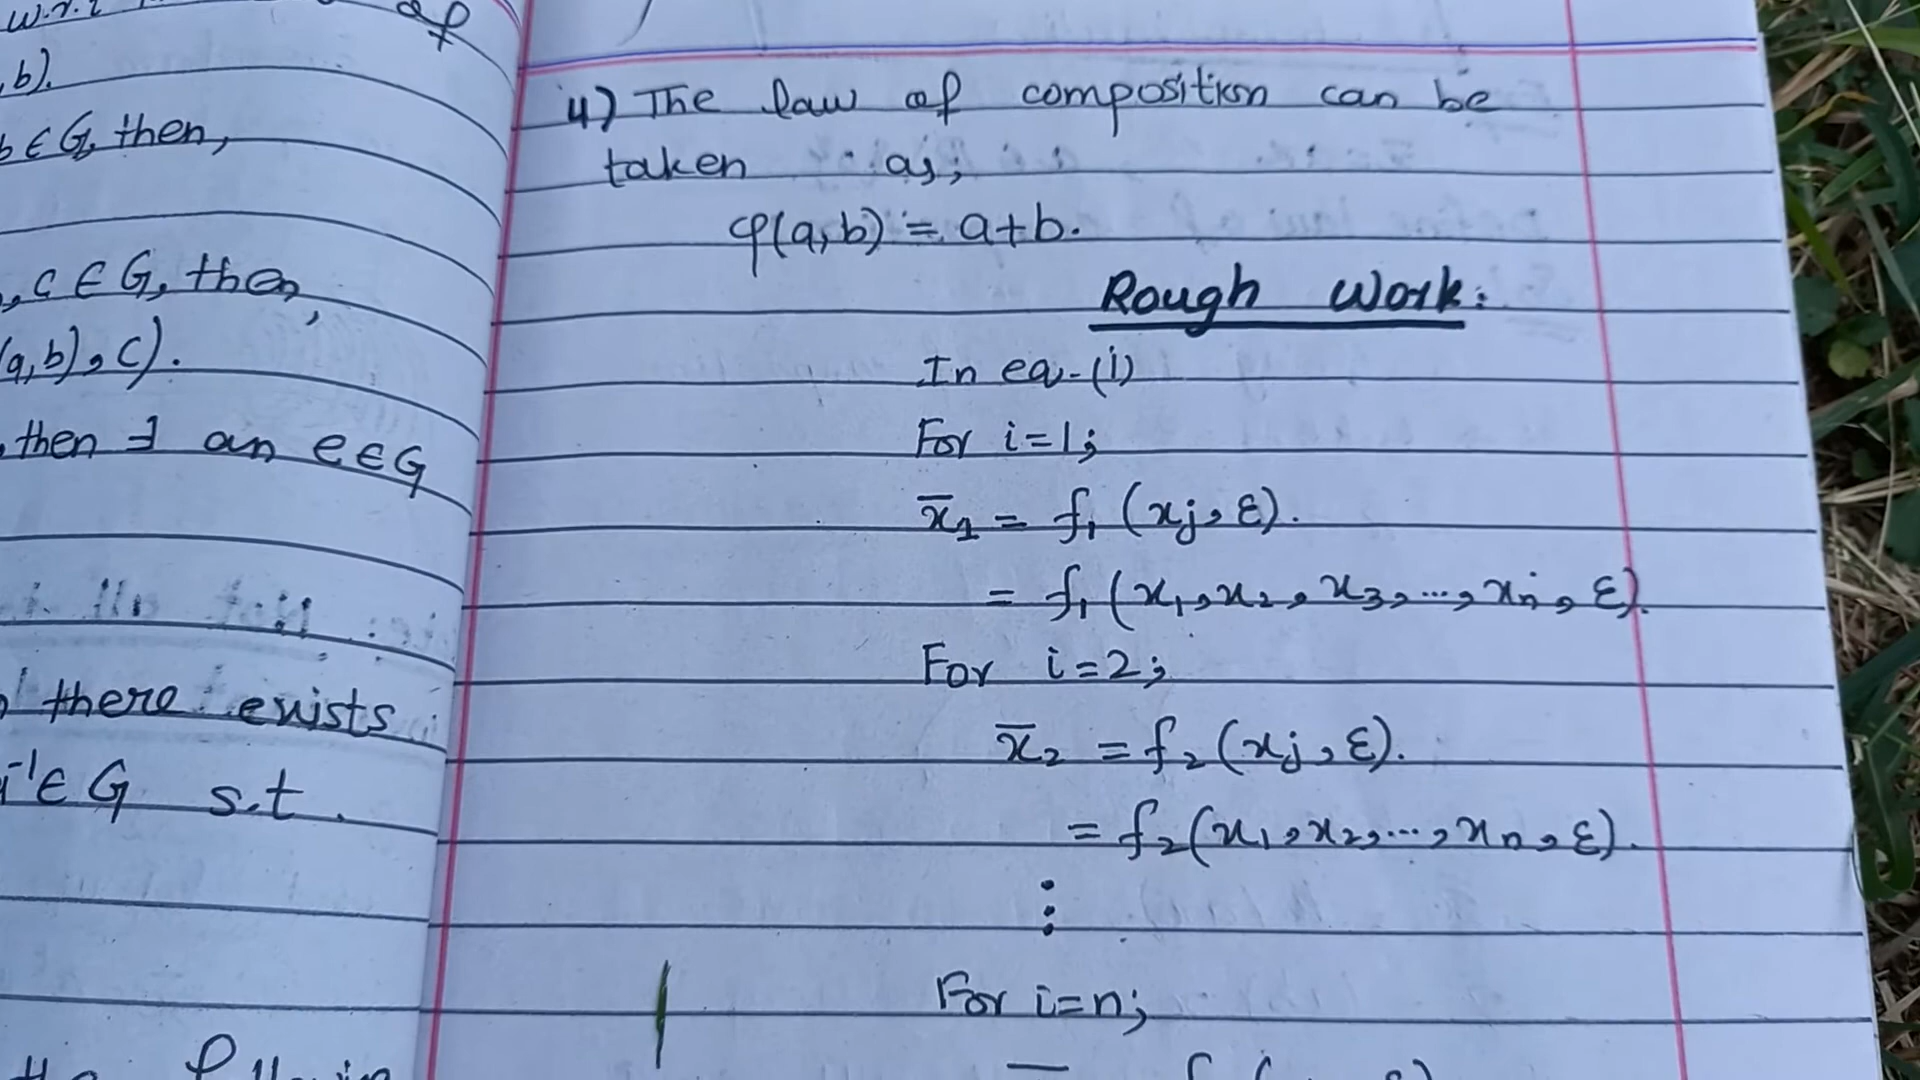 w.r.t of
,b).
b ∈ G, then,
, c ∈ G, then,
(a,b), c).
, then ∃ an e ∈ G
there exists
⁻¹ ∈ G s.t.
4) The law of composition can be
taken as;
φ(a,b) = a+b.
Rough Work:
In eq-(i)
For i=1;
x̄₁ = f₁ (xj, ε).
= f₁ (x₁, x₂, x₃, ..., xn, ε).
For i=2;
x̄₂ = f₂ (xj, ε).
= f₂ (x₁, x₂, ..., xn, ε).
⋮
For i=n;